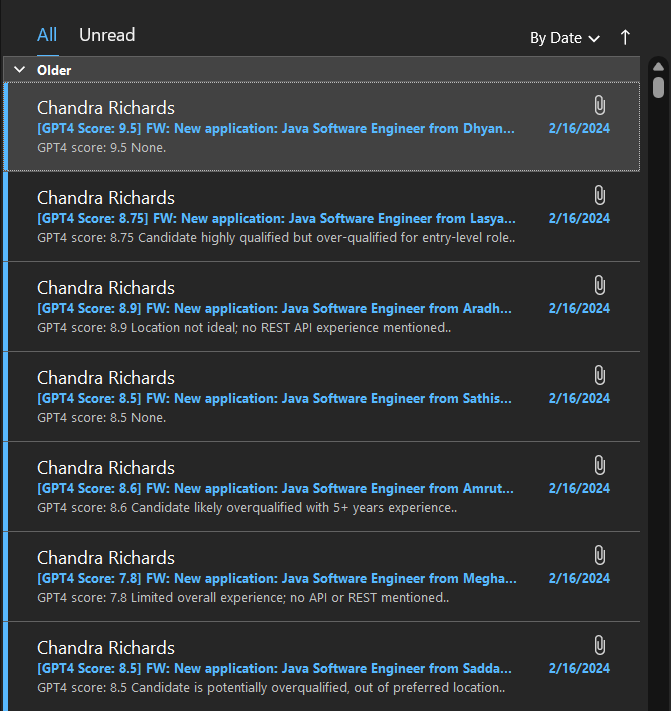 All Unread By Date
Older
Chandra Richards
[GPT4 Score: 9.5] FW: New application: Java Software Engineer from Dhyan... 2/16/2024
GPT4 score: 9.5 None.
Chandra Richards
[GPT4 Score: 8.75] FW: New application: Java Software Engineer from Lasya... 2/16/2024
GPT4 score: 8.75 Candidate highly qualified but over-qualified for entry-level role..
Chandra Richards
[GPT4 Score: 8.9] FW: New application: Java Software Engineer from Aradh... 2/16/2024
GPT4 score: 8.9 Location not ideal; no REST API experience mentioned..
Chandra Richards
[GPT4 Score: 8.5] FW: New application: Java Software Engineer from Sathis... 2/16/2024
GPT4 score: 8.5 None.
Chandra Richards
[GPT4 Score: 8.6] FW: New application: Java Software Engineer from Amrut... 2/16/2024
GPT4 score: 8.6 Candidate likely overqualified with 5+ years experience..
Chandra Richards
[GPT4 Score: 7.8] FW: New application: Java Software Engineer from Megha... 2/16/2024
GPT4 score: 7.8 Limited overall experience; no API or REST mentioned..
Chandra Richards
[GPT4 Score: 8.5] FW: New application: Java Software Engineer from Sadda... 2/16/2024
GPT4 score: 8.5 Candidate is potentially overqualified, out of preferred location..